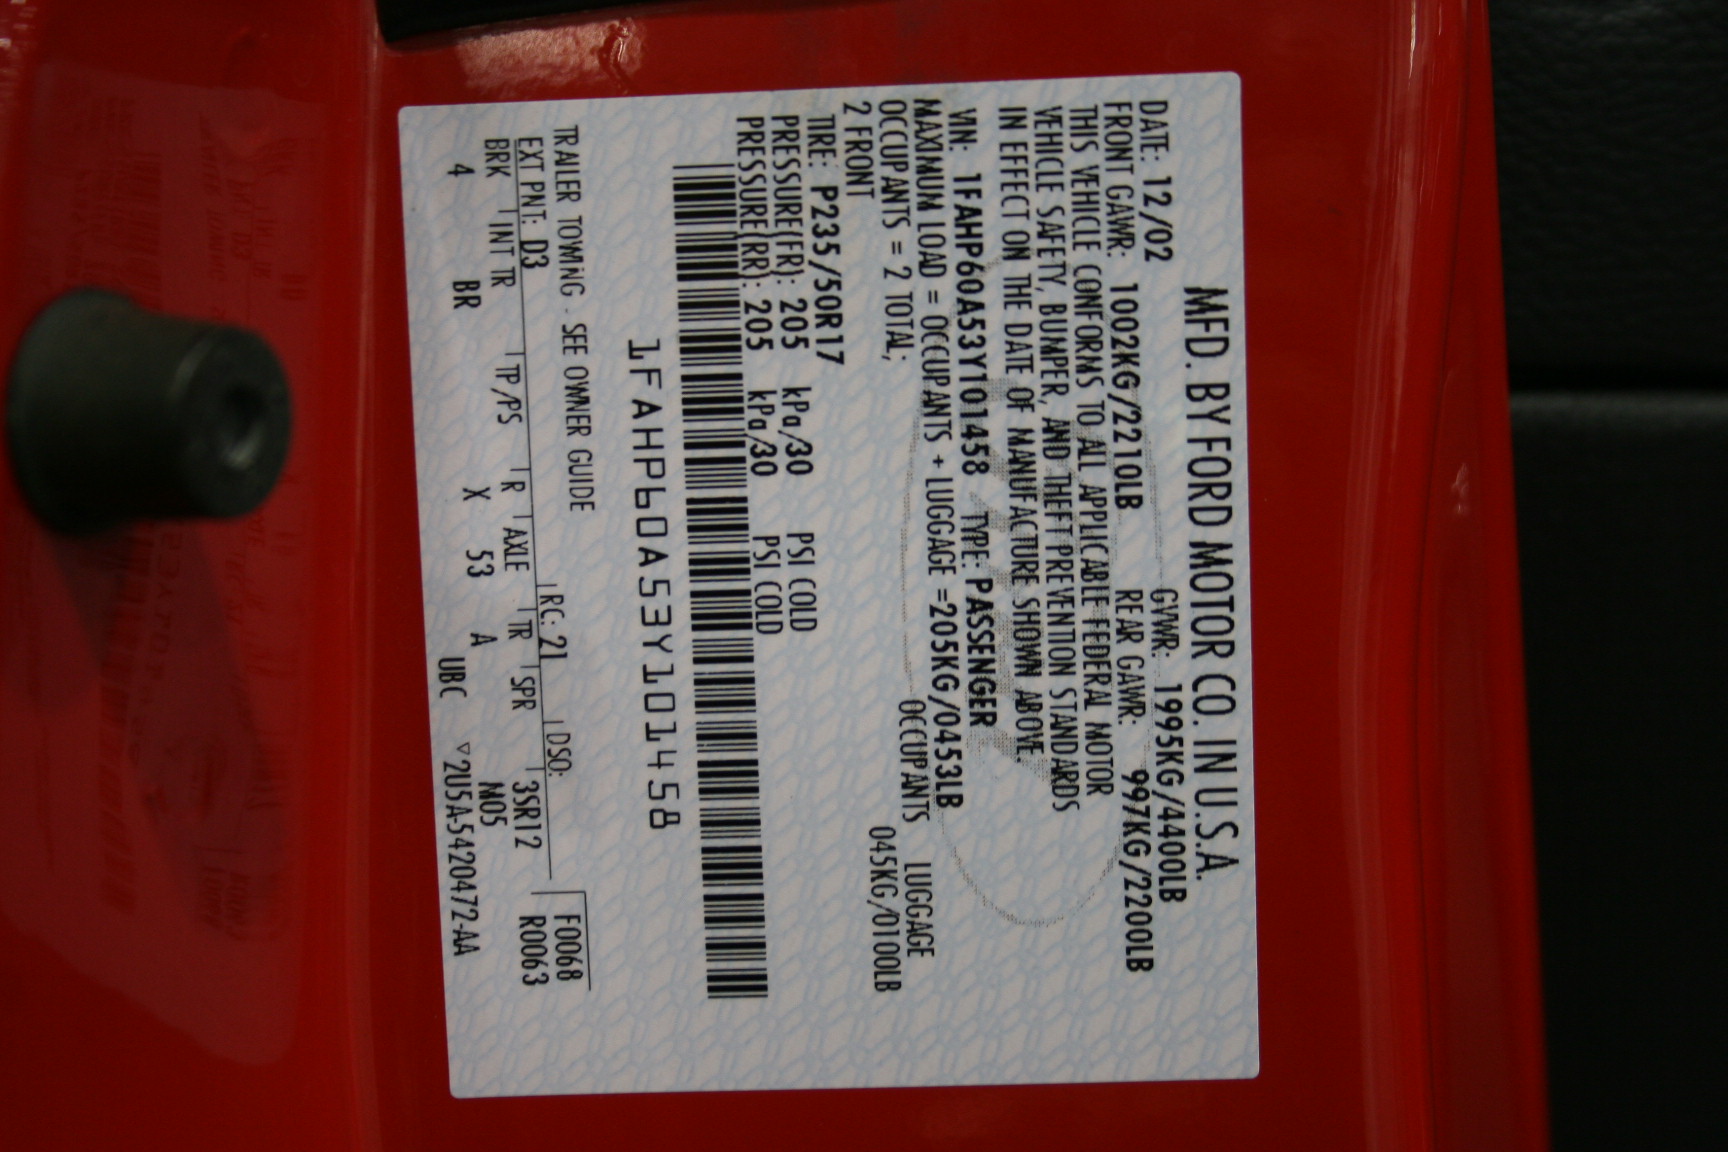 MFD. BY FORD MOTOR CO. IN U.S.A.
DATE: 12/02 GVWR: 1995KG/4400LB
FRONT GAWR: 1002KG/2210LB REAR GAWR: 997KG/2200LB
THIS VEHICLE CONFORMS TO ALL APPLICABLE FEDERAL MOTOR
VEHICLE SAFETY, BUMPER, AND THEFT PREVENTION STANDARDS
IN EFFECT ON THE DATE OF MANUFACTURE SHOWN ABOVE
VIN: 1FAHP60A53Y101458 TYPE: PASSENGER
MAXIMUM LOAD = OCCUPANTS + LUGGAGE =205KG/0453LB
OCCUPANTS = 2 TOTAL; OCCUPANTS LUGGAGE
2 FRONT 045KG/0100LB
TIRE: P235/50R17
PRESSURE(FR): 205 kPa/30 PSI COLD
PRESSURE(RR): 205 kPa/30 PSI COLD
1FAHP60A53Y101458
TRAILER TOWING - SEE OWNER GUIDE
F0068
EXT PNT: D3 RC: 21 DSO: R0063
BRK INT TR TP/PS R AXLE TR SPR 3SR12
4 BR X 53 A M05
UBC ▽2U5A-5420472-AA